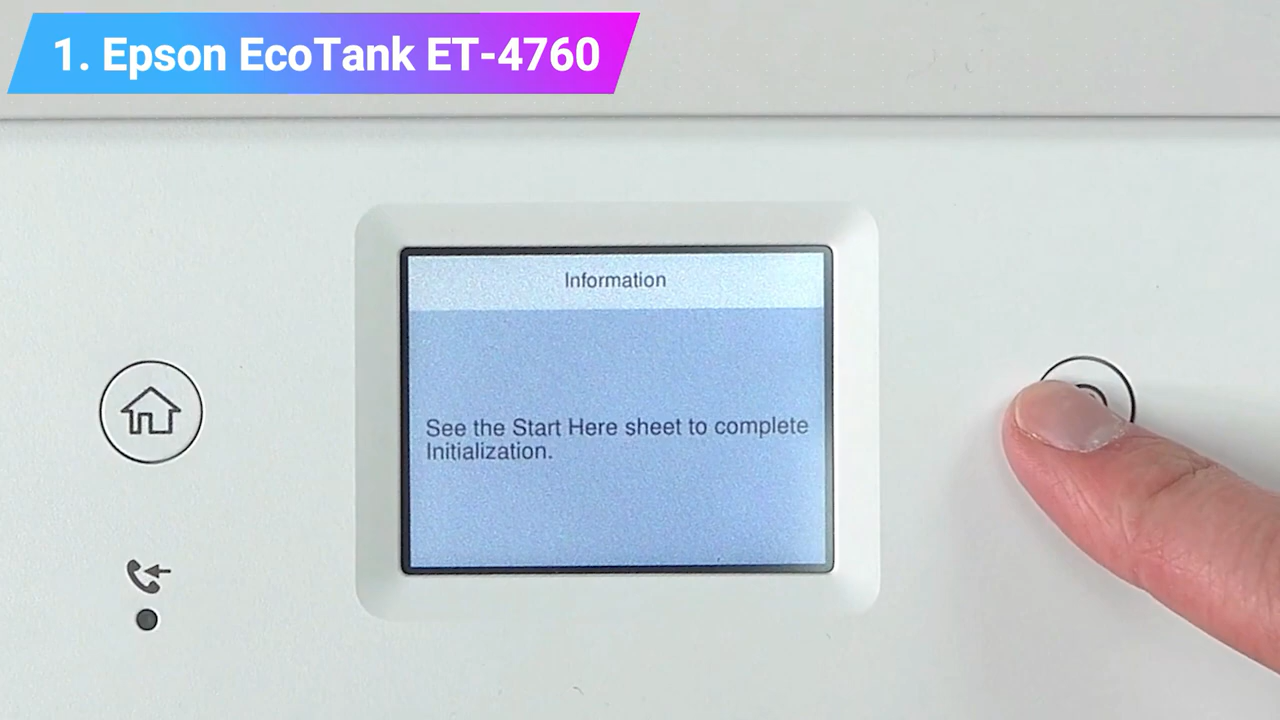 1. Epson EcoTank ET-4760
Information
See the Start Here sheet to complete
Initialization.